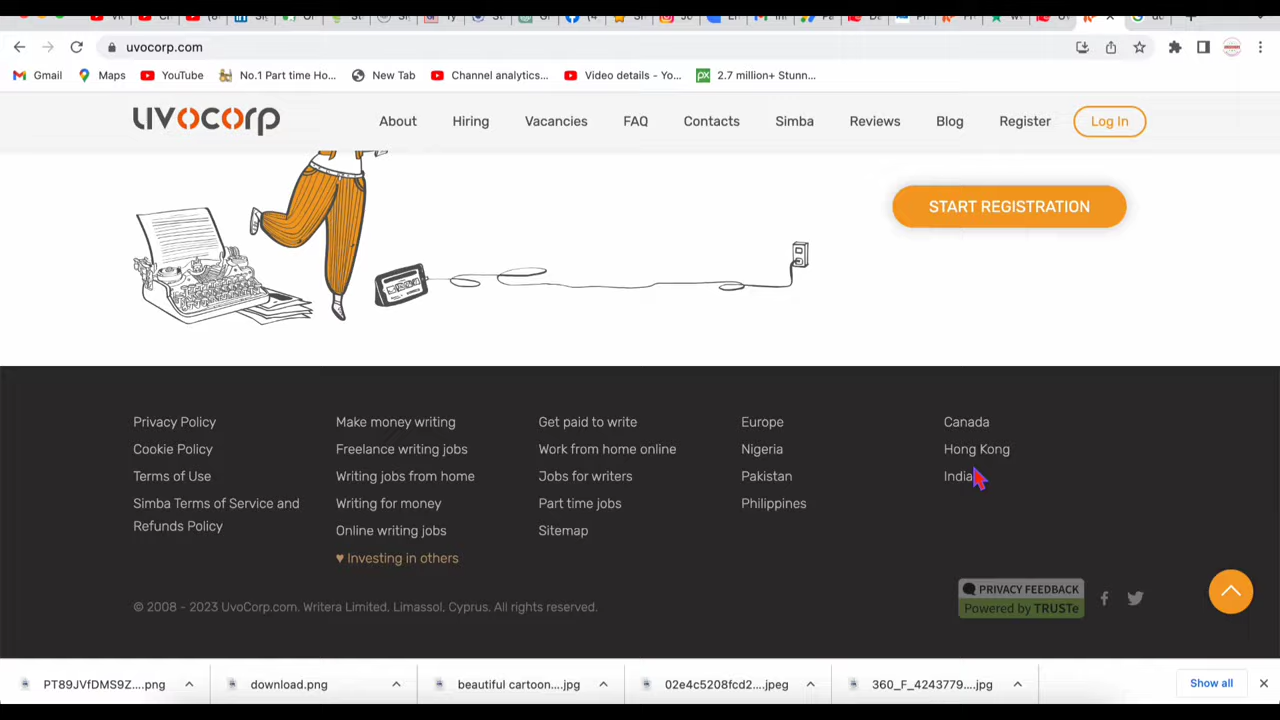 uvocorp.com
Gmail
Maps
YouTube
No.1 Part time Ho...
New Tab
Channel analytics...
Video details - Yo...
2.7 million+ Stunn...
UVOCORP
About
Hiring
Vacancies
FAQ
Contacts
Simba
Reviews
Blog
Register
Log In
START REGISTRATION
Privacy Policy
Cookie Policy
Terms of Use
Simba Terms of Service and
Refunds Policy
Make money writing
Freelance writing jobs
Writing jobs from home
Writing for money
Online writing jobs
♥ Investing in others
Get paid to write
Work from home online
Jobs for writers
Part time jobs
Sitemap
Europe
Nigeria
Pakistan
Philippines
Canada
Hong Kong
India
© 2008 - 2023 UvoCorp.com. Writera Limited. Limassol, Cyprus. All rights reserved.
PRIVACY FEEDBACK
Powered by TRUSTe
PT89JVfDMS9Z....png
download.png
beautiful cartoon....jpg
02e4c5208fcd2....jpeg
360_F_4243779....jpg
Show all